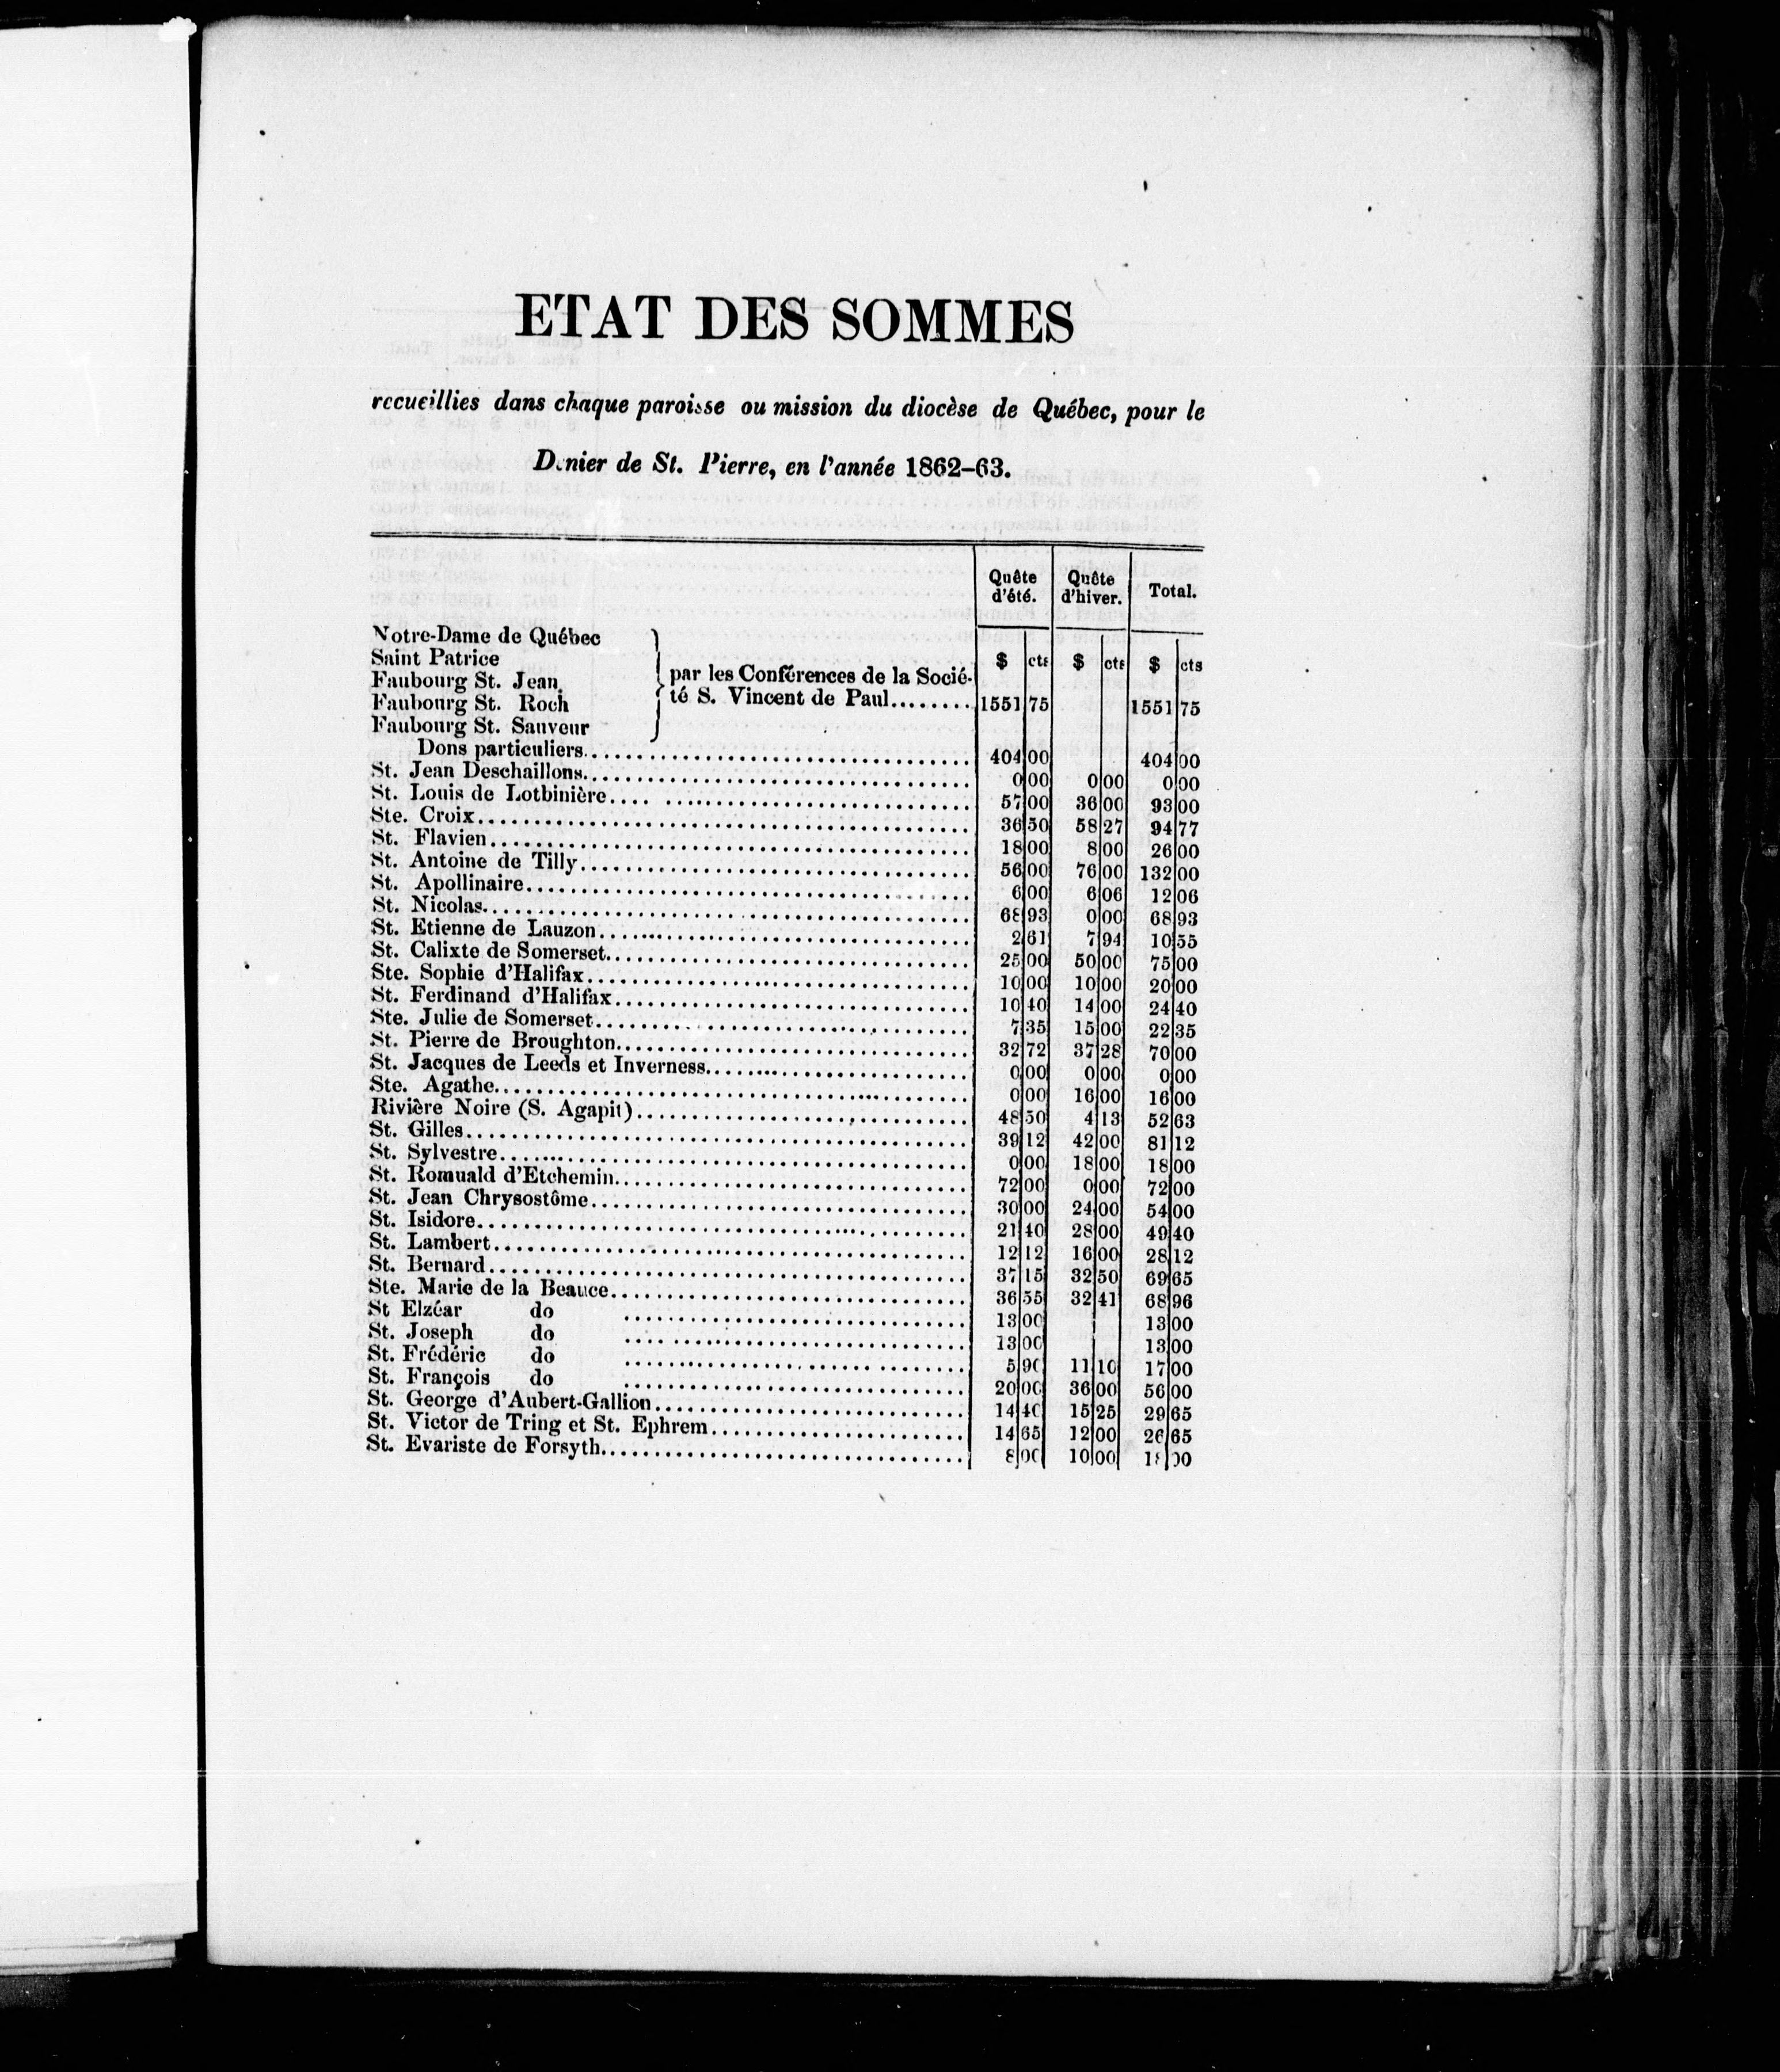 ETAT DES SOMMES
recueillies dans chaque paroisse ou mission du diocèse de Québec, pour le
Denier de St. Pierre, en l'année 1862-63.
Quête d'été. Quête d'hiver. Total.
$ cts $ cts $ cts
Notre-Dame de Québec
Saint Patrice
Faubourg St. Jean
Faubourg St. Roch
Faubourg St. Sauveur
par les Conférences de la Socié-
té S. Vincent de Paul........ 1551 75 1551 75
Dons particuliers.. 404 00 404 00
St. Jean Deschaillons.. 0 00 0 00 0 00
St. Louis de Lotbinière.... 57 00 36 00 93 00
Ste. Croix.. 36 50 58 27 94 77
St. Flavien.. 18 00 8 00 26 00
St. Antoine de Tilly.. 56 00 76 00 132 00
St. Apollinaire.. 6 00 6 06 12 06
St. Nicolas.. 68 93 0 00 68 93
St. Etienne de Lauzon.. 2 61 7 94 10 55
St. Calixte de Somerset.. 25 00 50 00 75 00
Ste. Sophie d'Halifax.. 10 00 10 00 20 00
St. Ferdinand d'Halifax.. 10 40 14 00 24 40
Ste. Julie de Somerset.. 7 35 15 00 22 35
St. Pierre de Broughton.. 32 72 37 28 70 00
St. Jacques de Leeds et Inverness.. 0 00 0 00 0 00
Ste. Agathe.. 0 00 16 00 16 00
Rivière Noire (S. Agapit).. 48 50 4 13 52 63
St. Gilles.. 39 12 42 00 81 12
St. Sylvestre.. 0 00 18 00 18 00
St. Romuald d'Etchemin.. 72 00 0 00 72 00
St. Jean Chrysostôme.. 30 00 24 00 54 00
St. Isidore.. 21 40 28 00 49 40
St. Lambert.. 12 12 16 00 28 12
St. Bernard.. 37 15 32 50 69 65
Ste. Marie de la Beauce.. 36 55 32 41 68 96
St Elzéar do .. 13 00 13 00
St. Joseph do .. 13 00 13 00
St. Frédéric do .. 5 90 11 10 17 00
St. François do .. 20 00 36 00 56 00
St. George d'Aubert-Gallion.. 14 40 15 25 29 65
St. Victor de Tring et St. Ephrem.. 14 65 12 00 26 65
St. Evariste de Forsyth.. 8 00 10 00 18 00